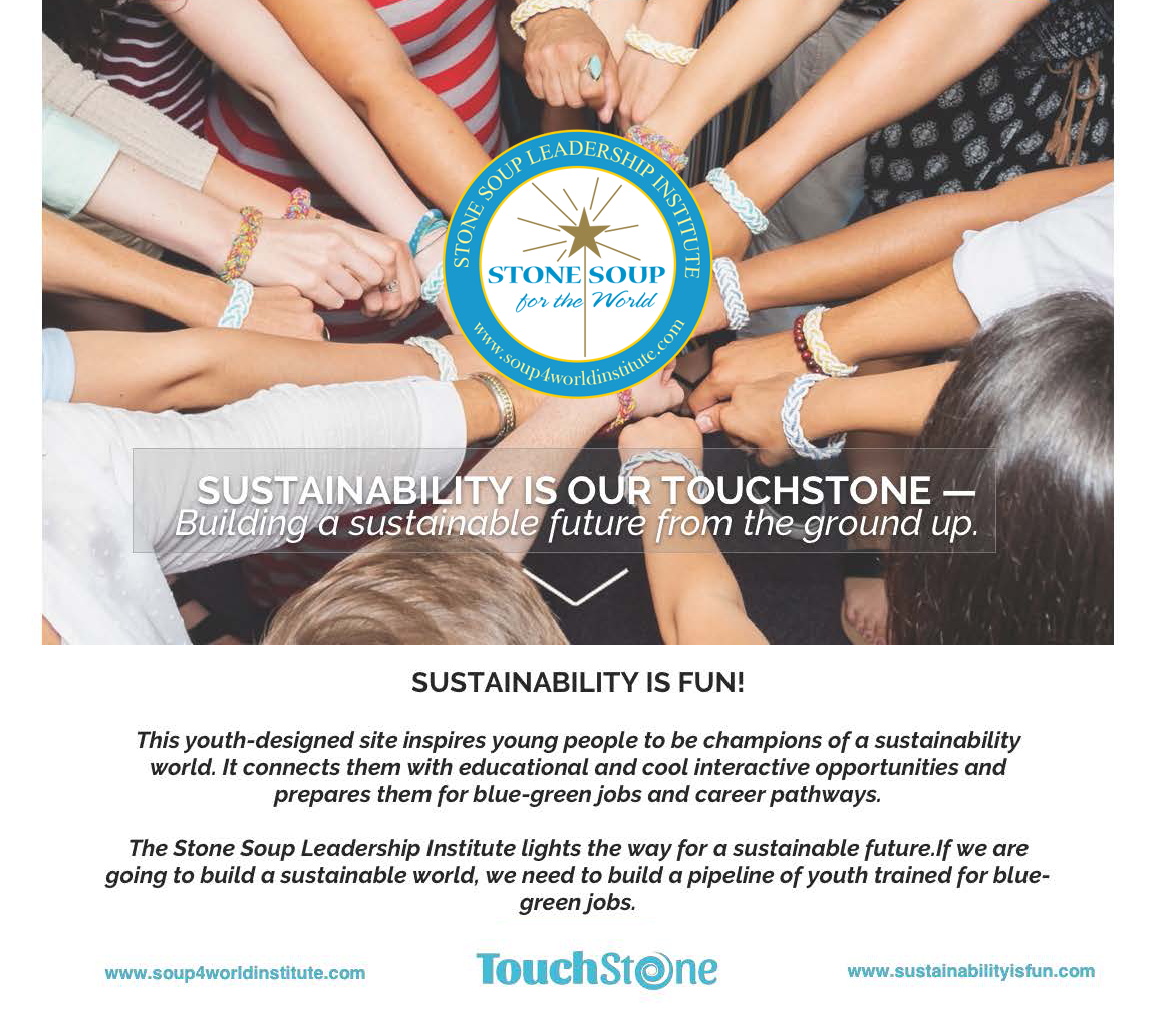 STONE SOUP LEADERSHIP INSTITUTE
STONE SOUP
for the World
www.soup4worldinstitute.com
SUSTAINABILITY IS OUR TOUCHSTONE —
Building a sustainable future from the ground up.
SUSTAINABILITY IS FUN!
This youth-designed site inspires young people to be champions of a sustainability
world. It connects them with educational and cool interactive opportunities and
prepares them for blue-green jobs and career pathways.
The Stone Soup Leadership Institute lights the way for a sustainable future.If we are
going to build a sustainable world, we need to build a pipeline of youth trained for blue-
green jobs.
www.soup4worldinstitute.com
TouchStone
www.sustainabilityisfun.com